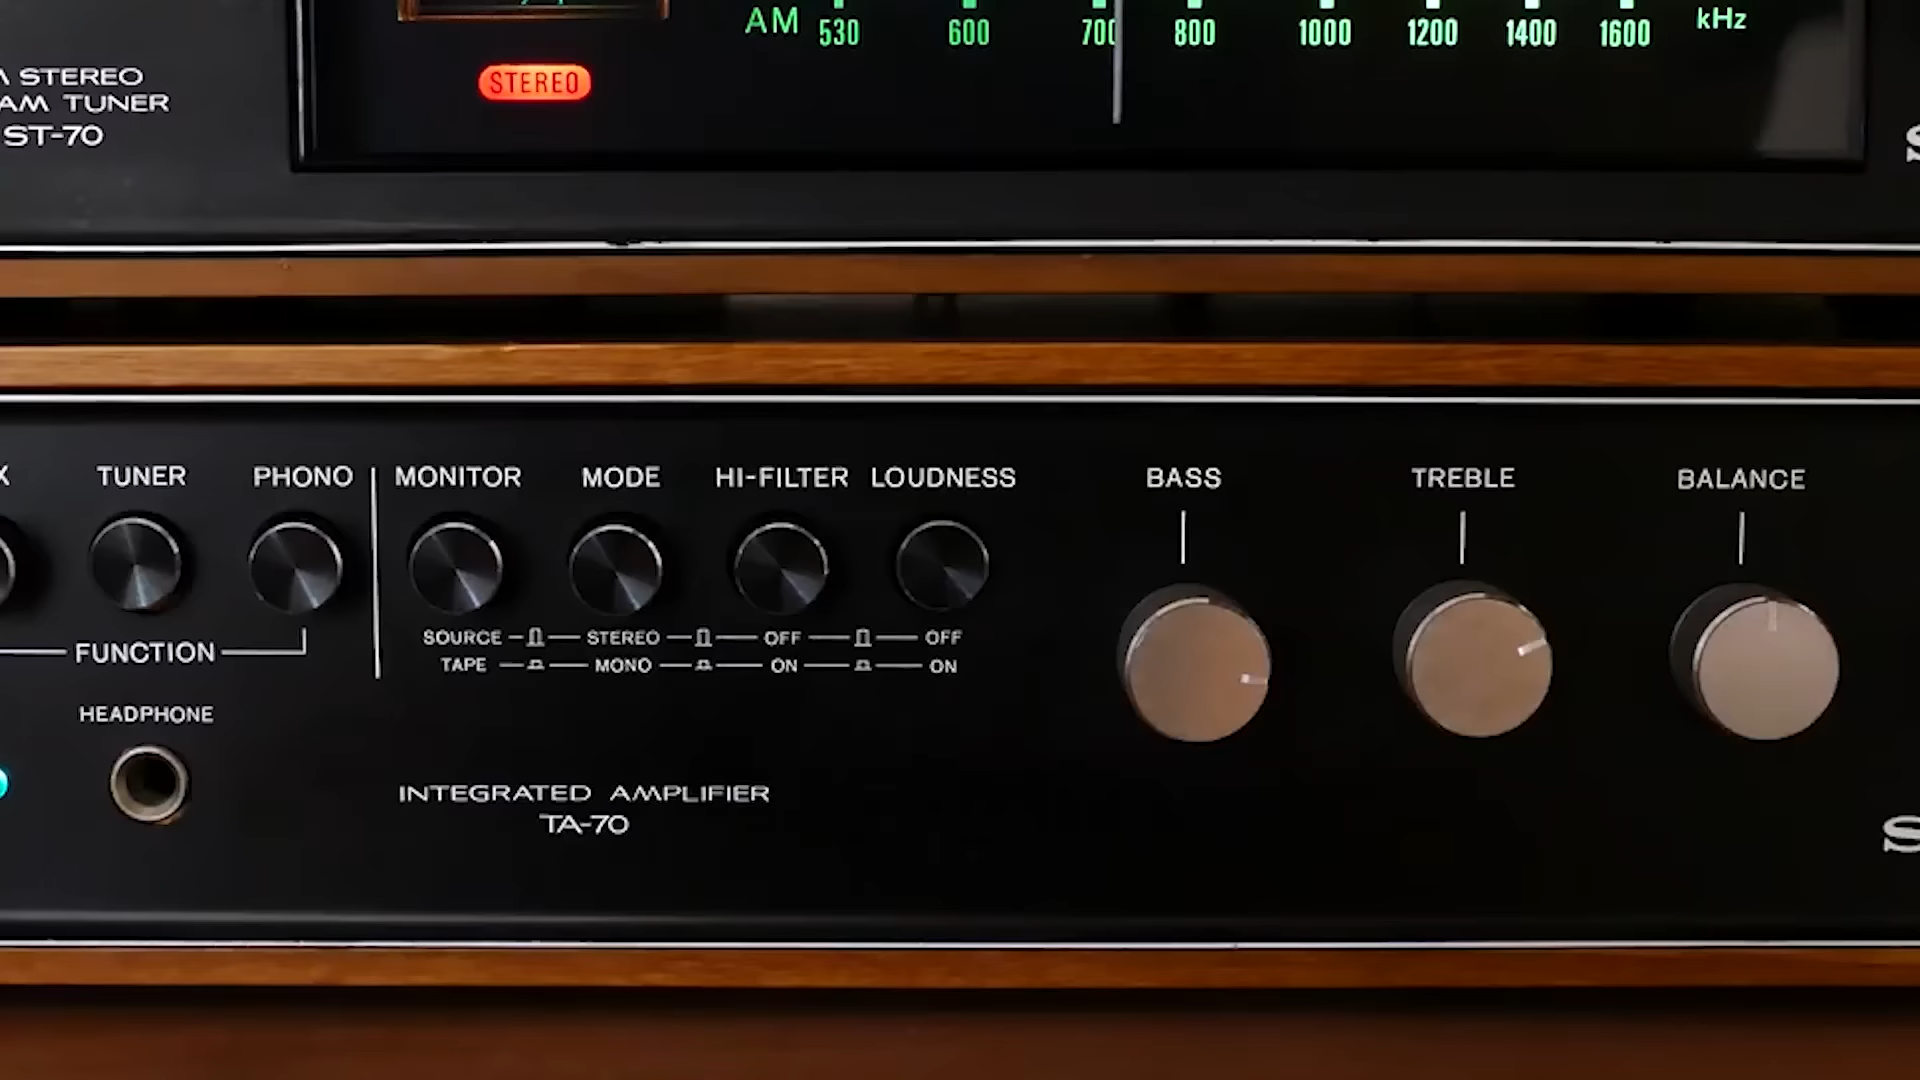 AM 530 600 700 800 1000 1200 1400 1600 kHz
STEREO
STEREO
AM TUNER
ST-70
TUNER PHONO MONITOR MODE HI-FILTER LOUDNESS BASS TREBLE BALANCE
SOURCE STEREO OFF OFF
TAPE MONO ON ON
FUNCTION
HEADPHONE
INTEGRATED AMPLIFIER
TA-70